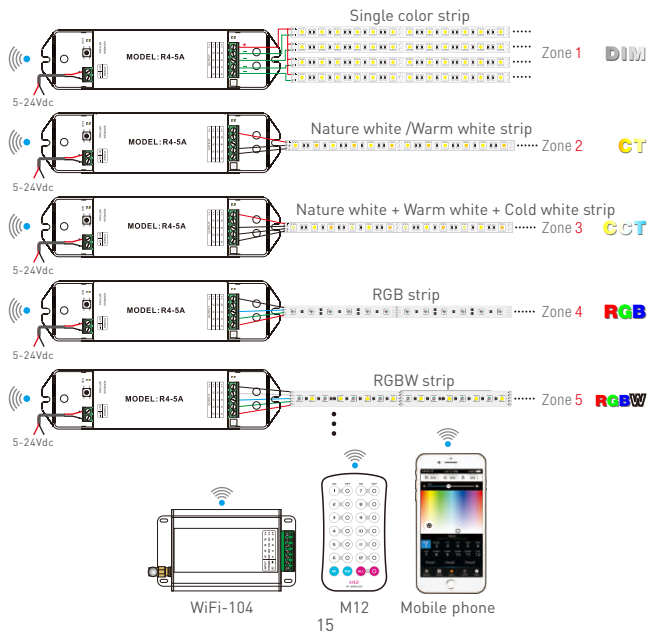 Single color strip
MODEL: R4-5A
Zone 1
DIM
5-24Vdc
Nature white /Warm white strip
MODEL: R4-5A
Zone 2
CT
5-24Vdc
Nature white + Warm white + Cold white strip
MODEL: R4-5A
Zone 3
CCT
5-24Vdc
RGB strip
MODEL: R4-5A
Zone 4
RGB
5-24Vdc
RGBW strip
MODEL: R4-5A
Zone 5
RGBW
5-24Vdc
WiFi-104
M12
Mobile phone
15